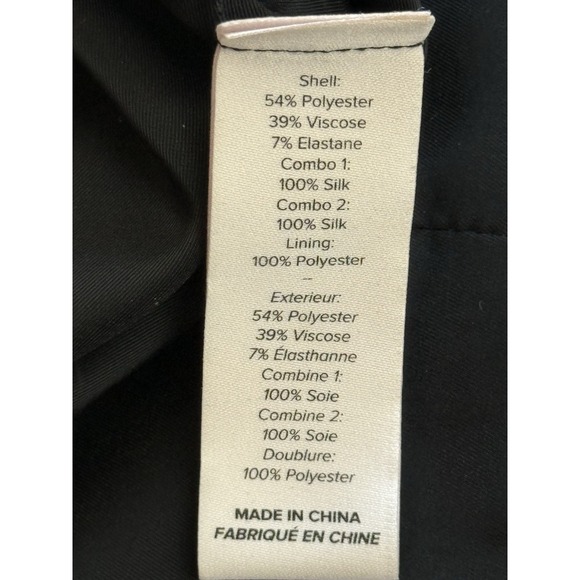 Shell:
54% Polyester
39% Viscose
7% Elastane
Combo 1:
100% Silk
Combo 2:
100% Silk
Lining:
100% Polyester
--
Exterieur:
54% Polyester
39% Viscose
7% Élasthanne
Combine 1:
100% Soie
Combine 2:
100% Soie
Doublure:
100% Polyester
MADE IN CHINA
FABRIQUÉ EN CHINE